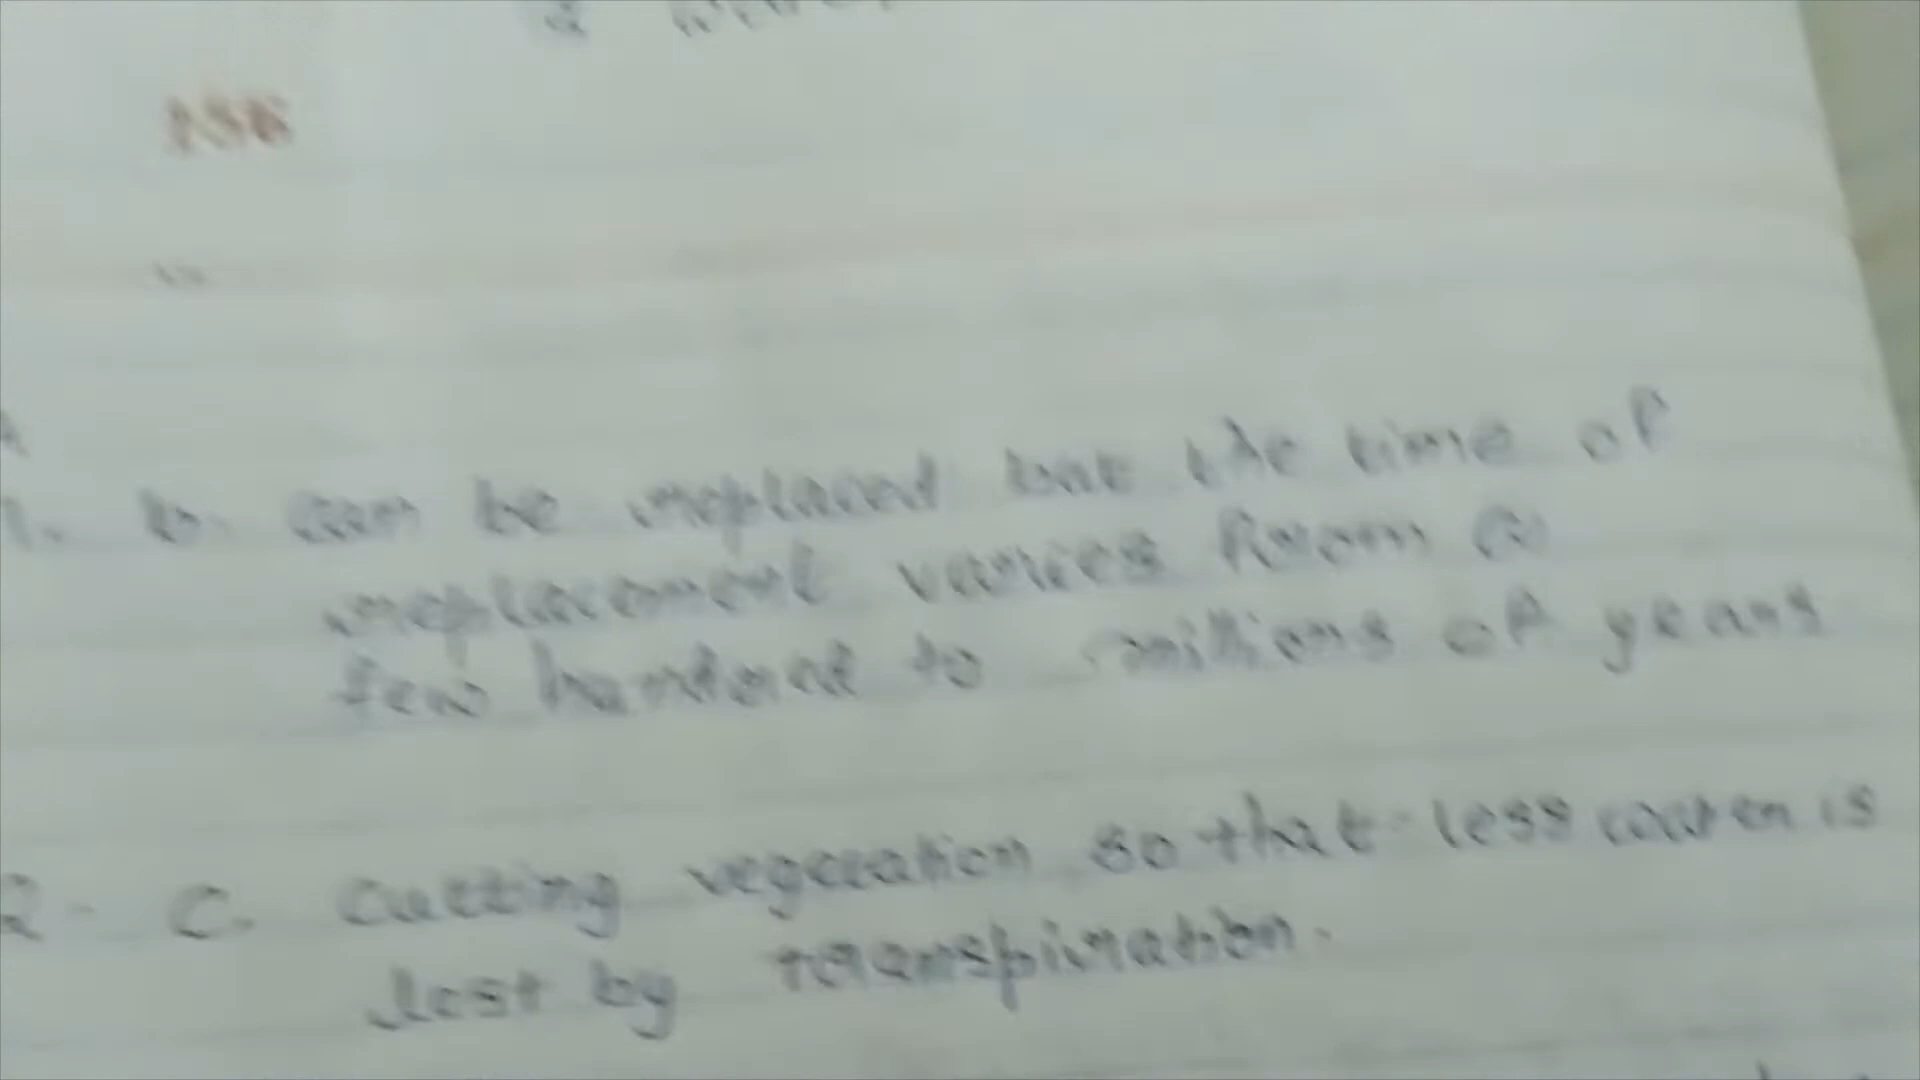 1. b. can be replaced but the time of
replacement varies from a
few hundred to millions of years
2. C. Cutting vegetation so that less water is
lost by transpiration.